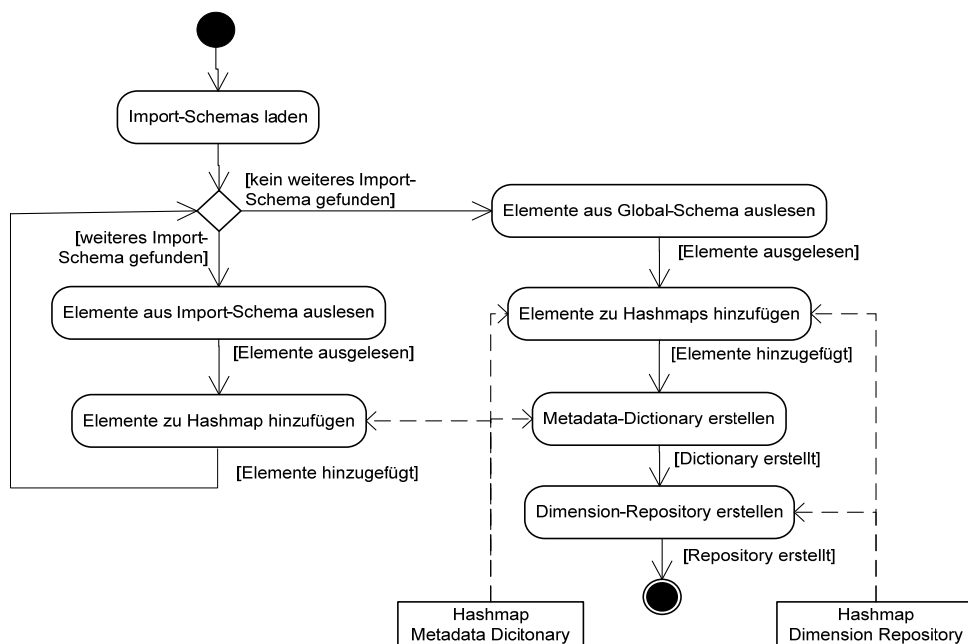 Import-Schemas laden
[kein weiteres Import-
Schema gefunden]
Elemente aus Global-Schema auslesen
[weiteres Import-
Schema gefunden]
[Elemente ausgelesen]
Elemente aus Import-Schema auslesen
Elemente zu Hashmaps hinzufügen
[Elemente ausgelesen]
[Elemente hinzugefügt]
Elemente zu Hashmap hinzufügen
Metadata-Dictionary erstellen
[Elemente hinzugefügt]
[Dictionary erstellt]
Dimension-Repository erstellen
[Repository erstellt]
Hashmap
Metadata Dicitonary
Hashmap
Dimension Repository